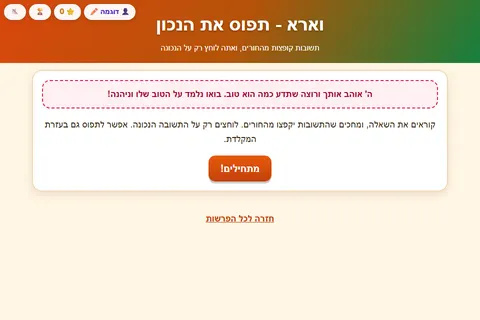 דוגמה
0
וארא - תפוס את הנכון
תשובות קופצות מהחורים, ואתה לוחץ רק על הנכונה
ה' אוהב אותך ורוצה שתדע כמה הוא טוב. בואו נלמד על הטוב שלו וניהנה!
קוראים את השאלה, ומחכים שהתשובות יקפצו מהחורים. לוחצים רק על התשובה הנכונה. אפשר לתפוס גם בעזרת
המקלדת.
מתחילים!
חזרה לכל הפרשות